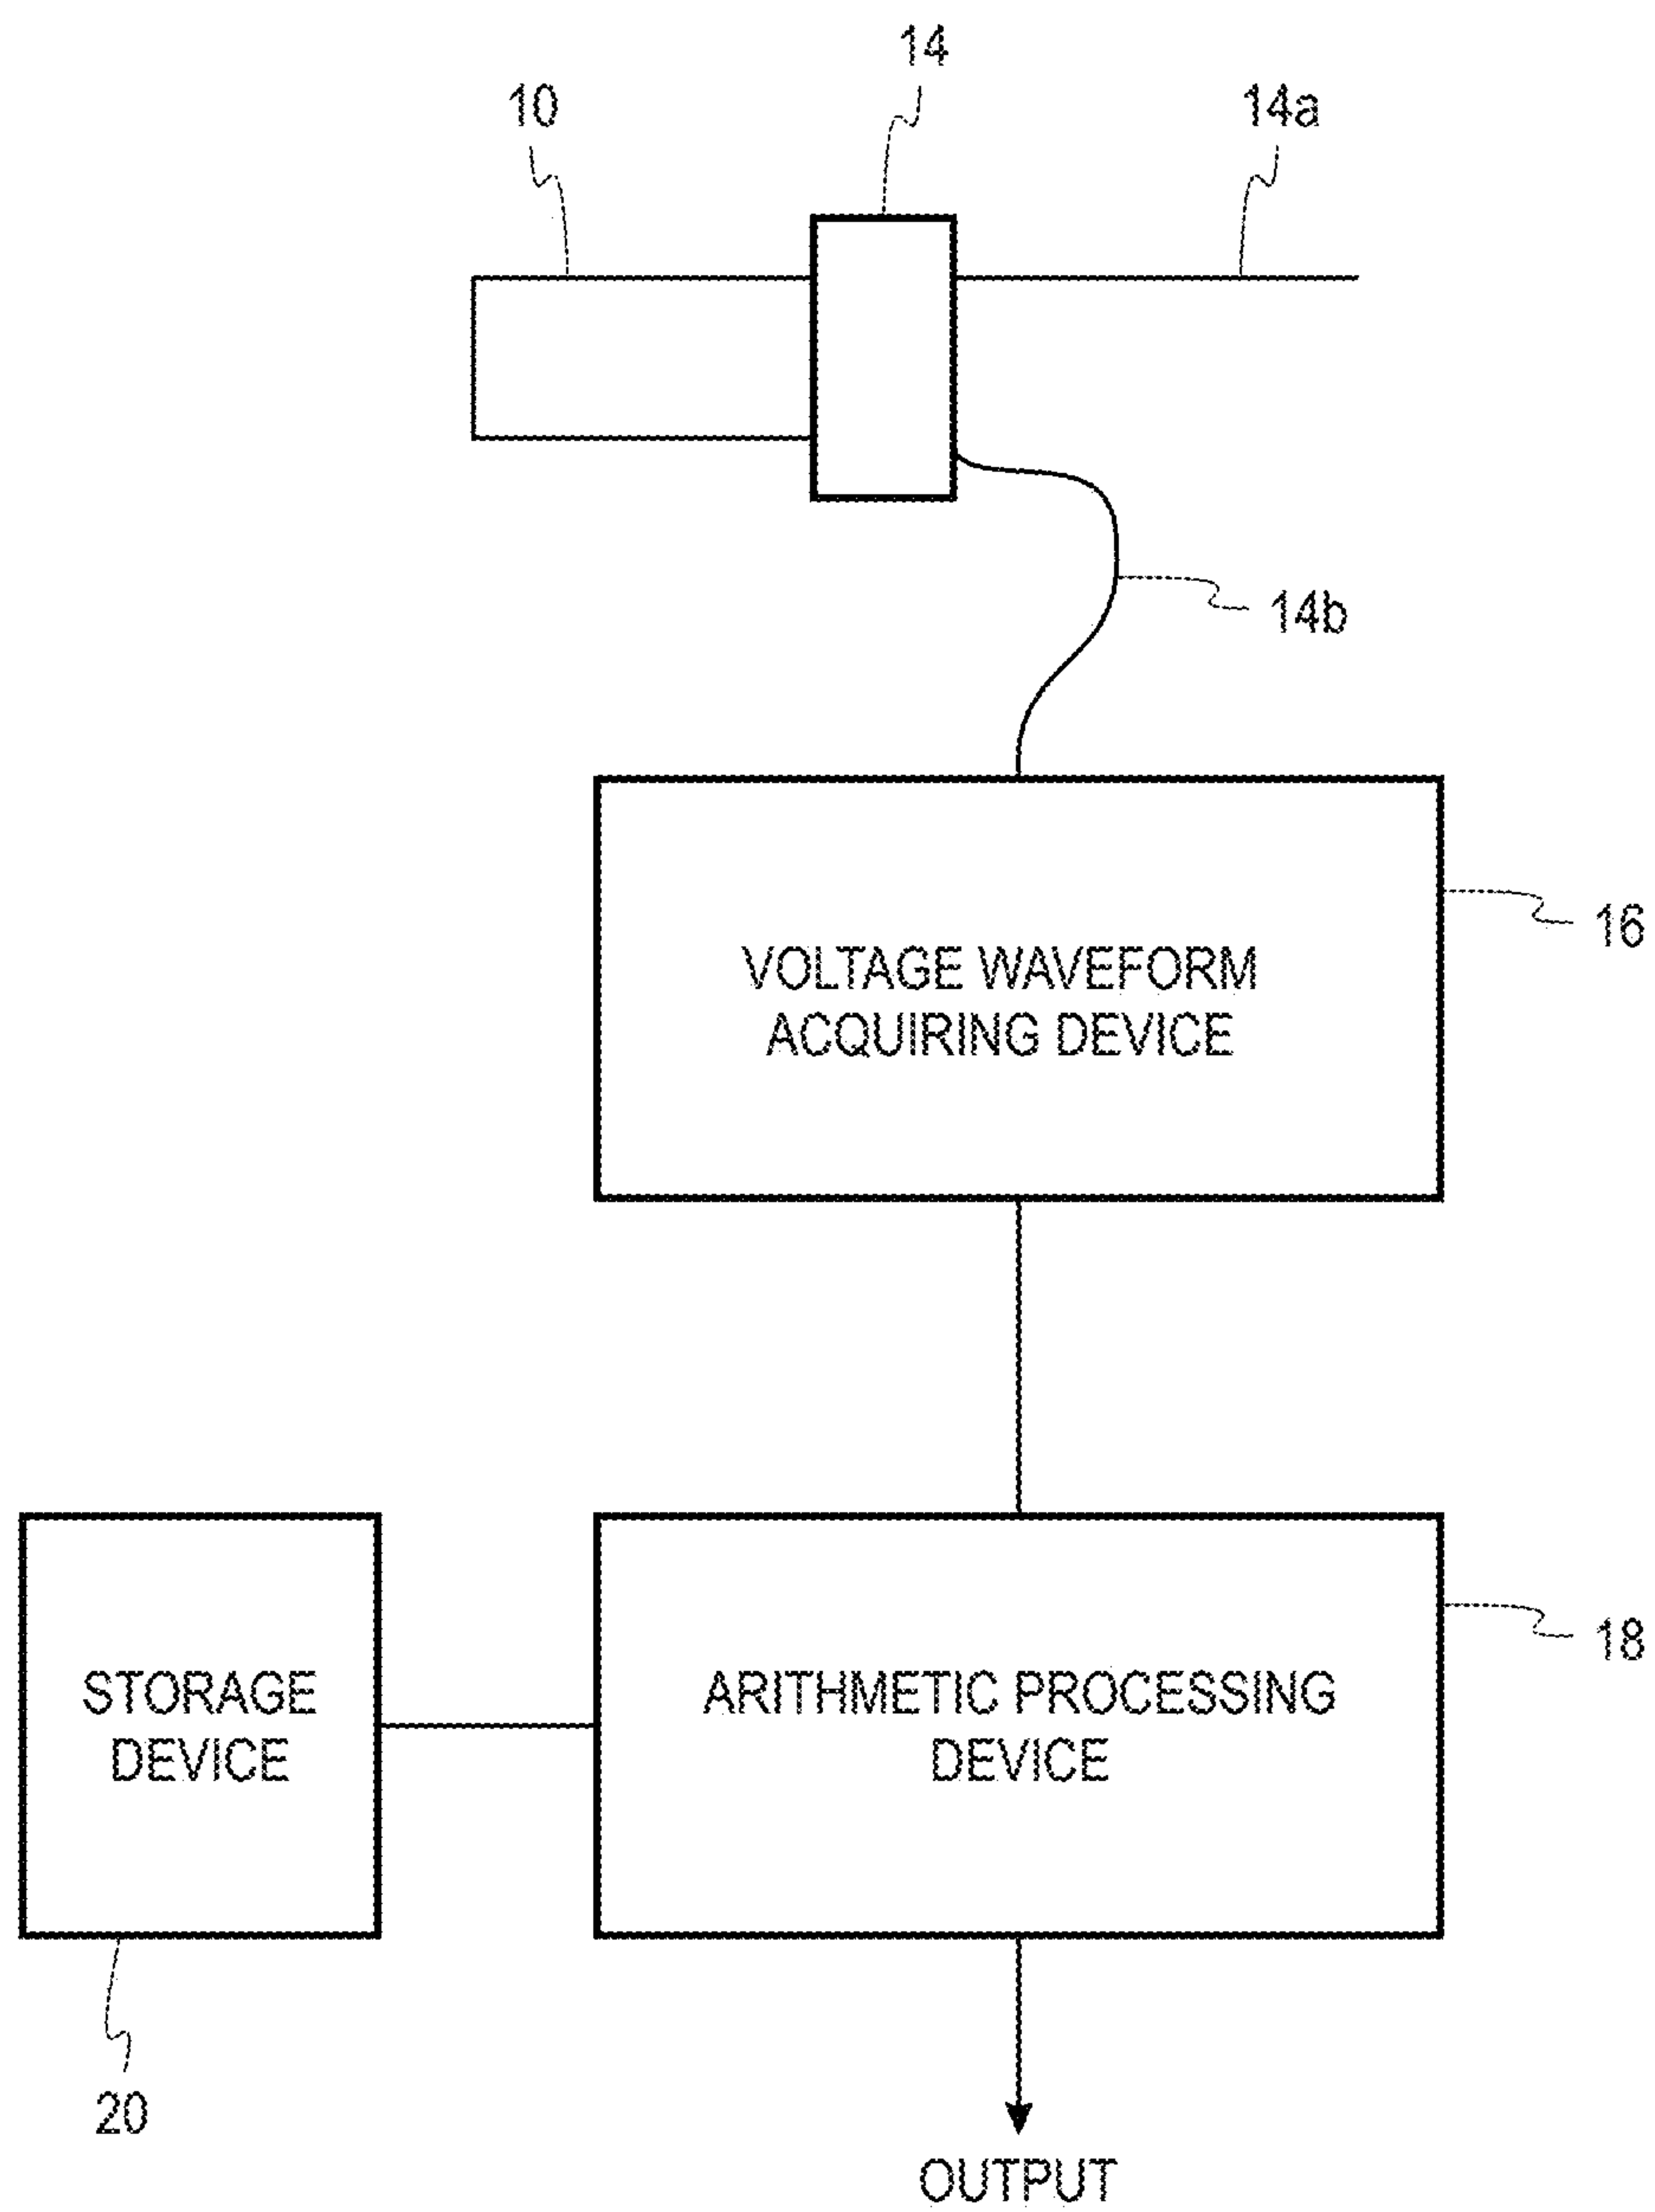 14
10
14a
14b
16
VOLTAGE WAVEFORM
ACQUIRING DEVICE
18
STORAGE
DEVICE
ARITHMETIC PROCESSING
DEVICE
20
OUTPUT